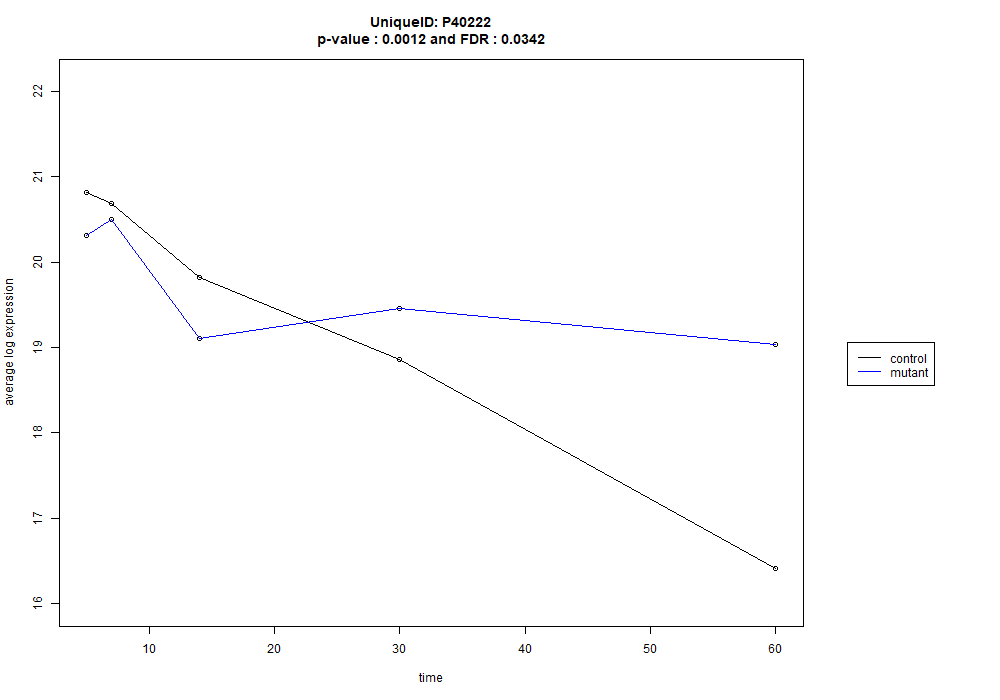 UniqueID: P40222
p-value : 0.0012 and FDR : 0.0342
22
21
20
19
18
17
16
average log expression
10 20 30 40 50 60
time
control
mutant